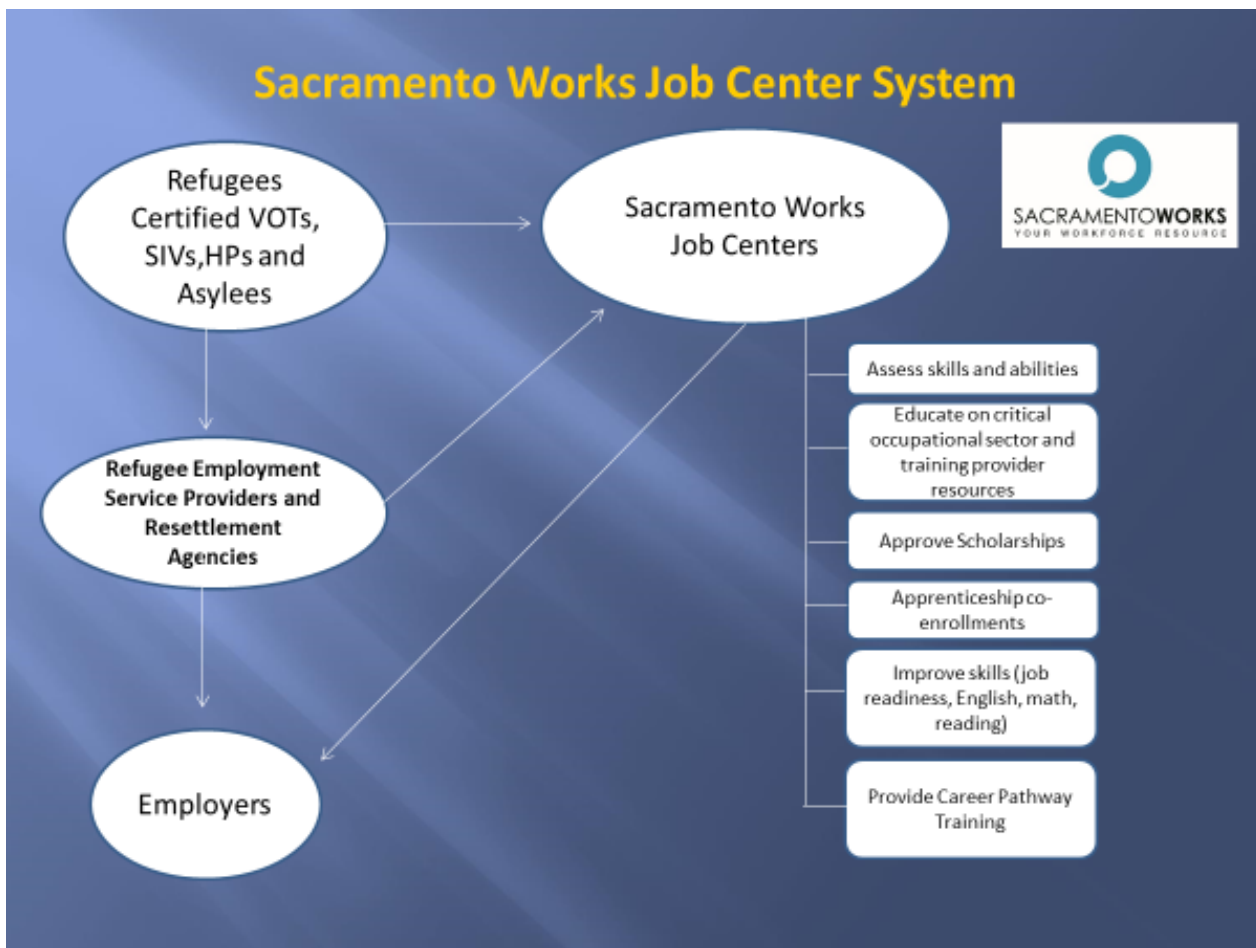 Sacramento Works Job Center System
Refugees
Certified VOTs,
SIVs,HPs and
Asylees
Sacramento Works
Job Centers
SACRAMENTOWORKS
YOUR WORKFORCE RESOURCE
Assess skills and abilities
Educate on critical
occupational sector and
training provider
resources
Refugee Employment
Service Providers and
Resettlement
Agencies
Approve Scholarships
Apprenticeship co-
enrollments
Improve skills (job
readiness, English, math,
reading)
Employers
Provide Career Pathway
Training